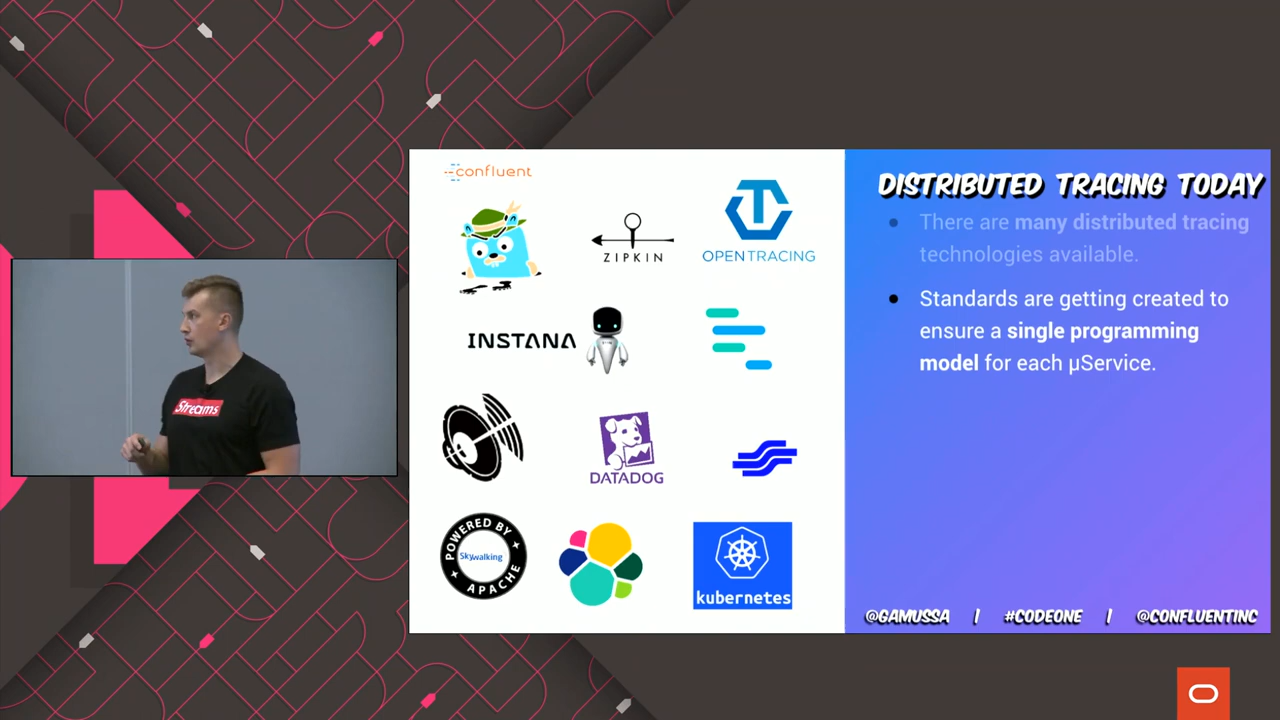 confluent
ZIPKIN
OPENTRACING
INSTANA
DATADOG
POWERED BY
Skywalking
APACHE
kubernetes
DISTRIBUTED TRACING TODAY
• There are many distributed tracing
technologies available.
• Standards are getting created to
ensure a single programming
model for each µService.
@GAMUSSA | #CODEONE | @CONFLUENTINC
Streams